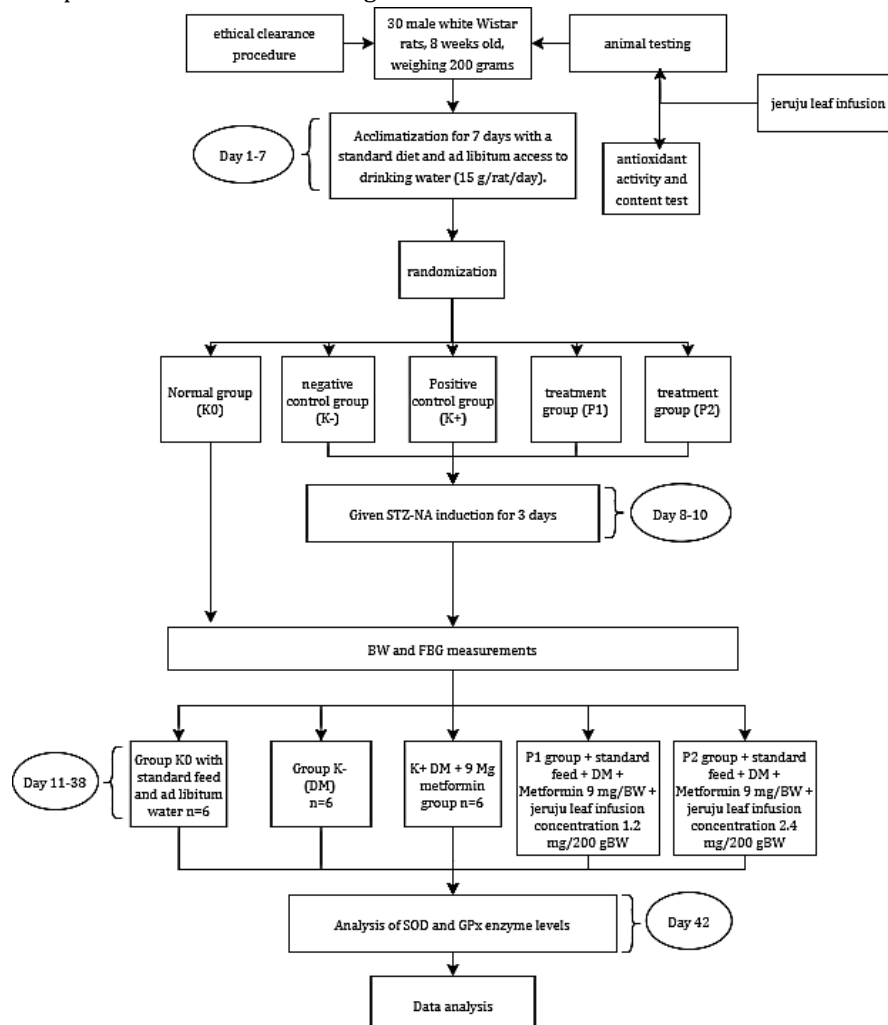 ethical clearance
procedure
30 male white Wistar
rats, 8 weeks old,
weighing 200 grams
animal testing
jeruju leaf infusion
Day 1-7
Acclimatization for 7 days with a
standard diet and ad libitum access to
drinking water (15 g/rat/day).
antioxidant
activity and
content test
randomization
Normal group
(K0)
negative
control group
(K-)
Positive
control group
(K+)
treatment
group (P1)
treatment
group (P2)
Given STZ-NA induction for 3 days
Day 8-10
BW and FBG measurements
Day 11-38
Group K0 with
standard feed
and ad libitum
water n=6
Group K-
(DM)
n=6
K+ DM + 9 Mg
metformin
group n=6
P1 group + standard
feed + DM +
Metformin 9 mg/BW +
jeruju leaf infusion
concentration 1.2
mg/200 gBW
P2 group + standard
feed + DM +
Metformin 9 mg/BW +
jeruju leaf infusion
concentration 2.4
mg/200 gBW
Analysis of SOD and GPx enzyme levels
Day 42
Data analysis